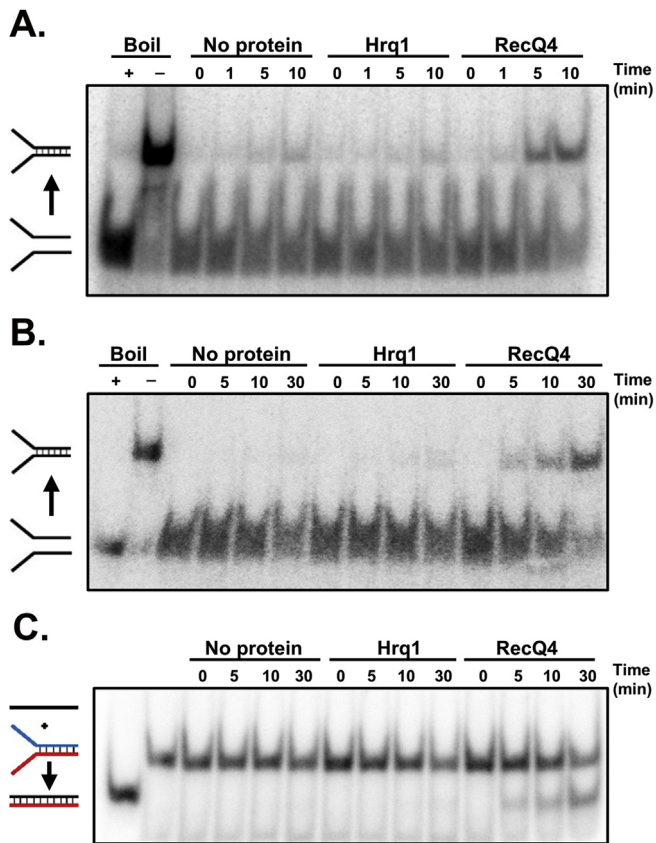 A.
Boil No protein Hrq1 RecQ4
+ – 0 1 5 10 0 1 5 10 0 1 5 10 Time (min)
B.
Boil No protein Hrq1 RecQ4
+ – 0 5 10 30 0 5 10 30 0 5 10 30 Time (min)
C.
No protein Hrq1 RecQ4
0 5 10 30 0 5 10 30 0 5 10 30 Time (min)
+